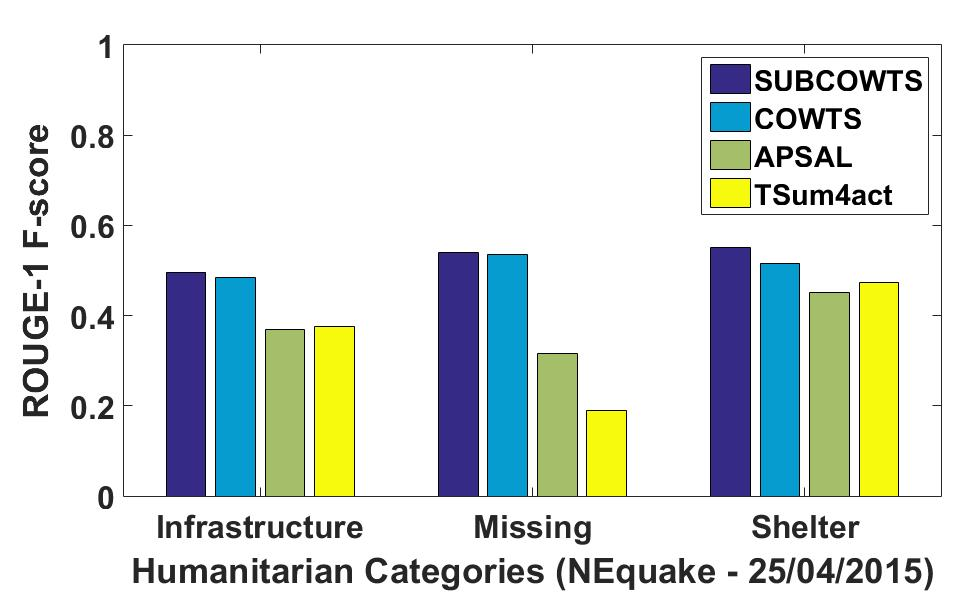 ROUGE-1 F-score
1
0.8
0.6
0.4
0.2
0
SUBCOWTS
COWTS
APSAL
TSum4act
Infrastructure Missing Shelter
Humanitarian Categories (NEquake - 25/04/2015)